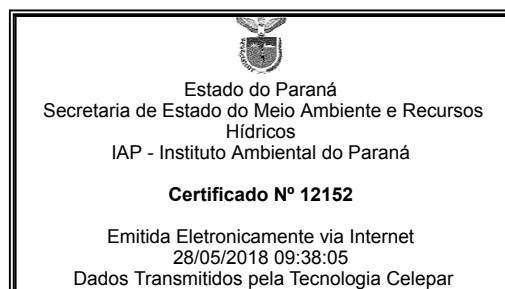 Estado do Paraná
Secretaria de Estado do Meio Ambiente e Recursos
Hídricos
IAP - Instituto Ambiental do Paraná
Certificado Nº 12152
Emitida Eletronicamente via Internet
28/05/2018 09:38:05
Dados Transmitidos pela Tecnologia Celepar